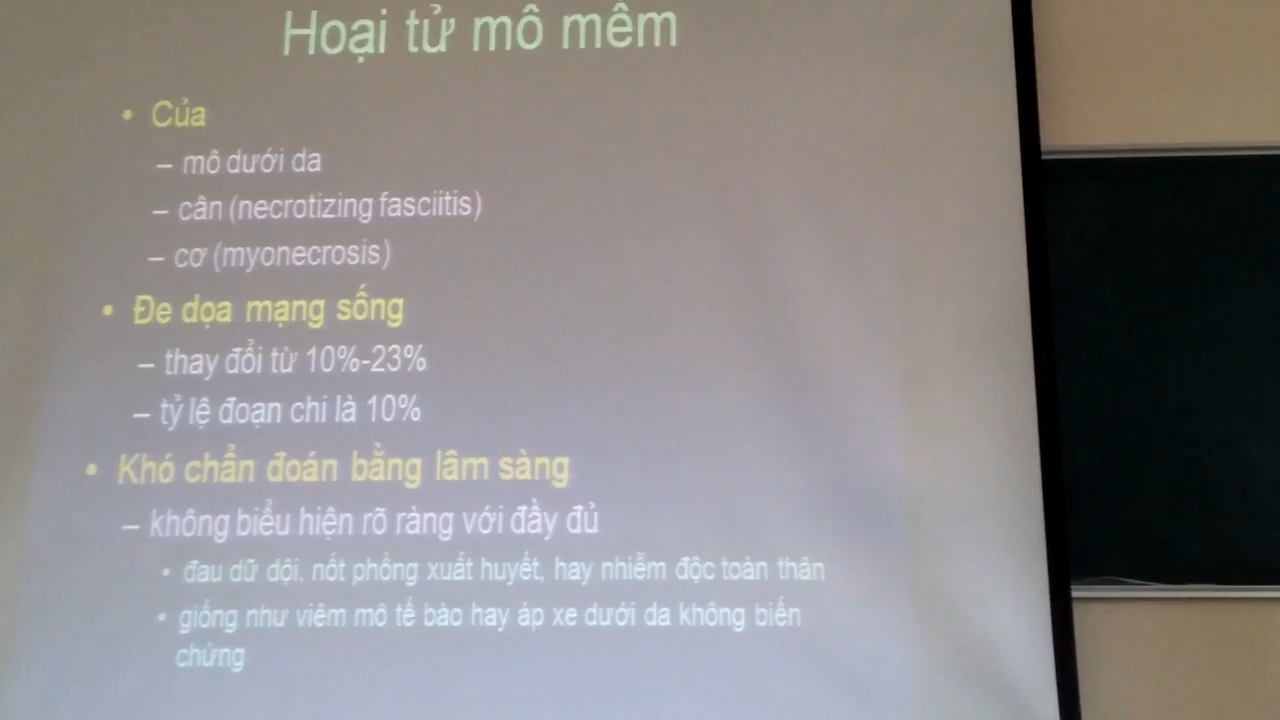 Hoại tử mô mềm
• Của
– mô dưới da
– cân (necrotizing fasciitis)
– cơ (myonecrosis)
• Đe dọa mạng sống
– thay đổi từ 10%-23%
– tỷ lệ đoạn chi là 10%
• Khó chẩn đoán bằng lâm sàng
– không biểu hiện rõ ràng với đầy đủ
• đau dữ dội, nốt phồng xuất huyết, hay nhiễm độc toàn thân
• giống như viêm mô tế bào hay áp xe dưới da không biến
chứng